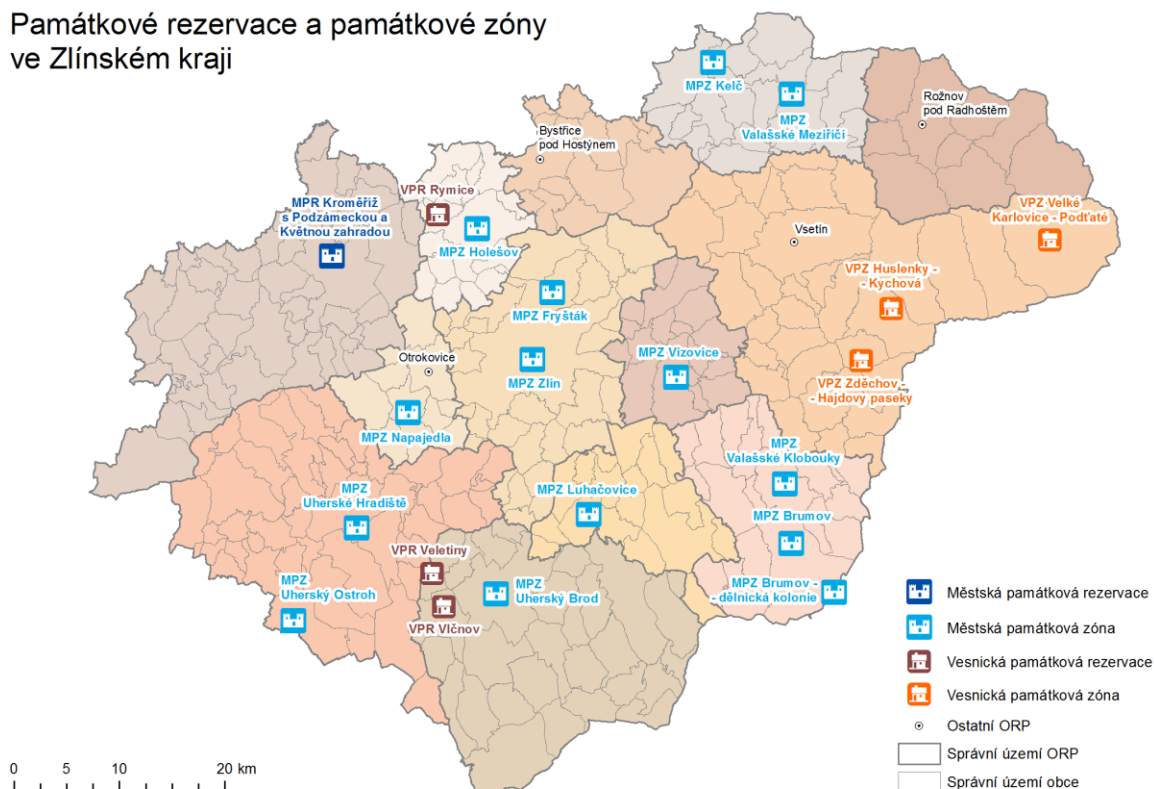 Památkové rezervace a památkové zóny
ve Zlínském kraji
MPZ Kelč
MPZ
Valašské Meziříčí
Rožnov
pod Radhoštěm
Bystřice
pod Hostýnem
VPR Rymice
MPR Kroměříž
s Podzámeckou a
Květnou zahradou
MPZ Holešov
VPZ Velké
Karlovice - Podťaté
Vsetín
VPZ Huslenky -
- Kychová
MPZ Fryšták
Otrokovice
MPZ Zlín
MPZ Vizovice
VPZ Zděchov -
- Hajdovy paseky
MPZ Napajedla
MPZ
Valašské Klobouky
MPZ
Uherské Hradiště
MPZ Luhačovice
MPZ Brumov
VPR Veletiny
MPZ
Uherský Ostroh
MPZ
Uherský Brod
MPZ Brumov -
- dělnická kolonie
VPR Vlčnov
Městská památková rezervace
Městská památková zóna
Vesnická památková rezervace
Vesnická památková zóna
Ostatní ORP
Správní území ORP
Správní území obce
0 5 10 20 km